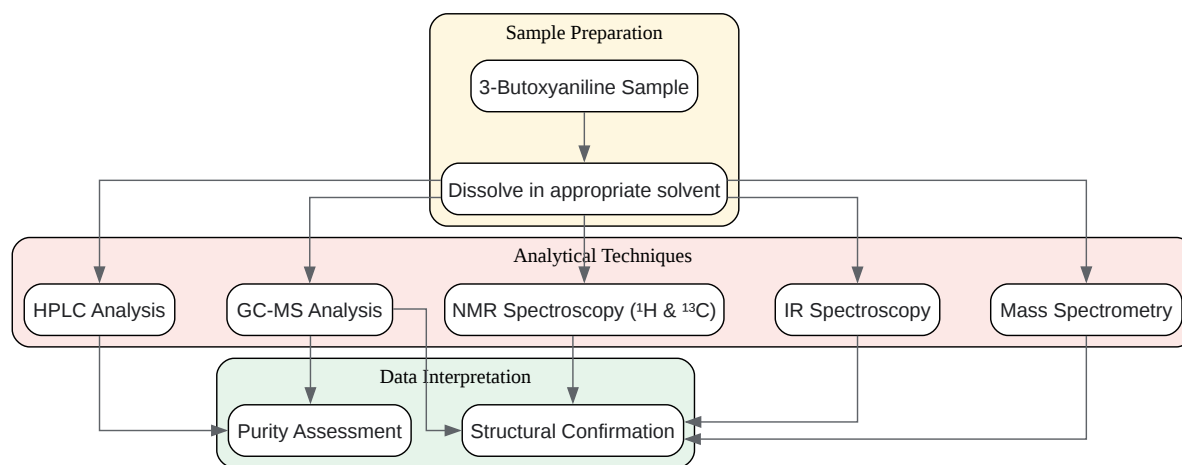 Sample Preparation
3-Butoxyaniline Sample
Dissolve in appropriate solvent
Analytical Techniques
HPLC Analysis
GC-MS Analysis
NMR Spectroscopy (¹H & ¹³C)
IR Spectroscopy
Mass Spectrometry
Data Interpretation
Purity Assessment
Structural Confirmation